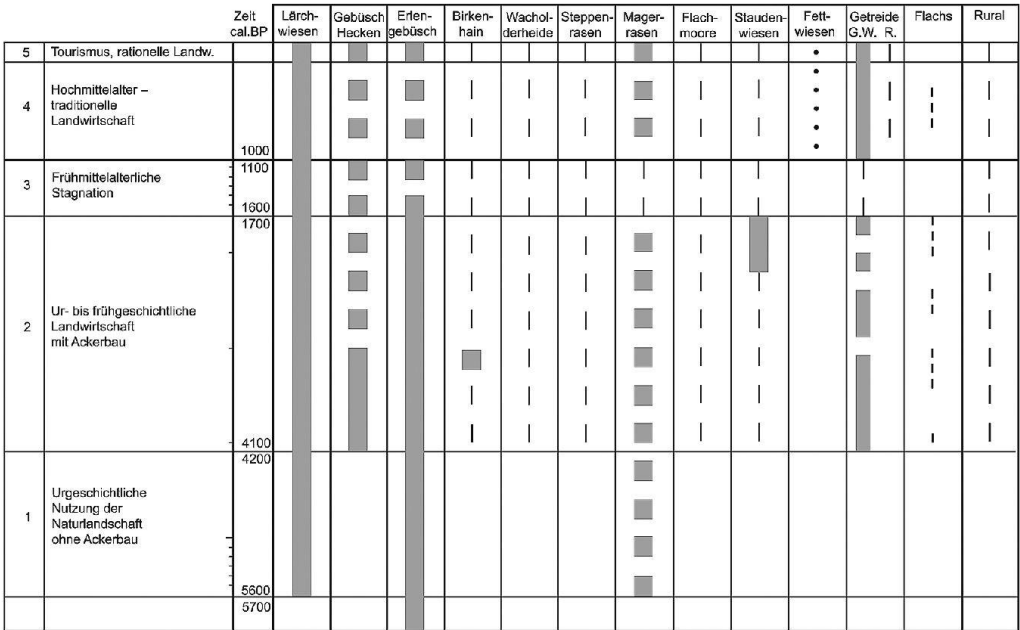 Zeit
cal.BP
Lärch-
wiesen
Gebüsch
Hecken
Erlen-
gebüsch
Birken-
hain
Wachol-
derheide
Steppen-
rasen
Mager-
rasen
Flach-
moore
Stauden-
wiesen
Fett-
wiesen
Getreide
G.W. R.
Flachs
Rural
5 Tourismus, rationelle Landw.
4
Hochmittelalter –
traditionelle
Landwirtschaft
1000
1100
3
Frühmittelalterliche
Stagnation
1600
1700
2
Ur- bis frühgeschichtliche
Landwirtschaft
mit Ackerbau
4100
4200
1
Urgeschichtliche
Nutzung der
Naturlandschaft
ohne Ackerbau
5600
5700